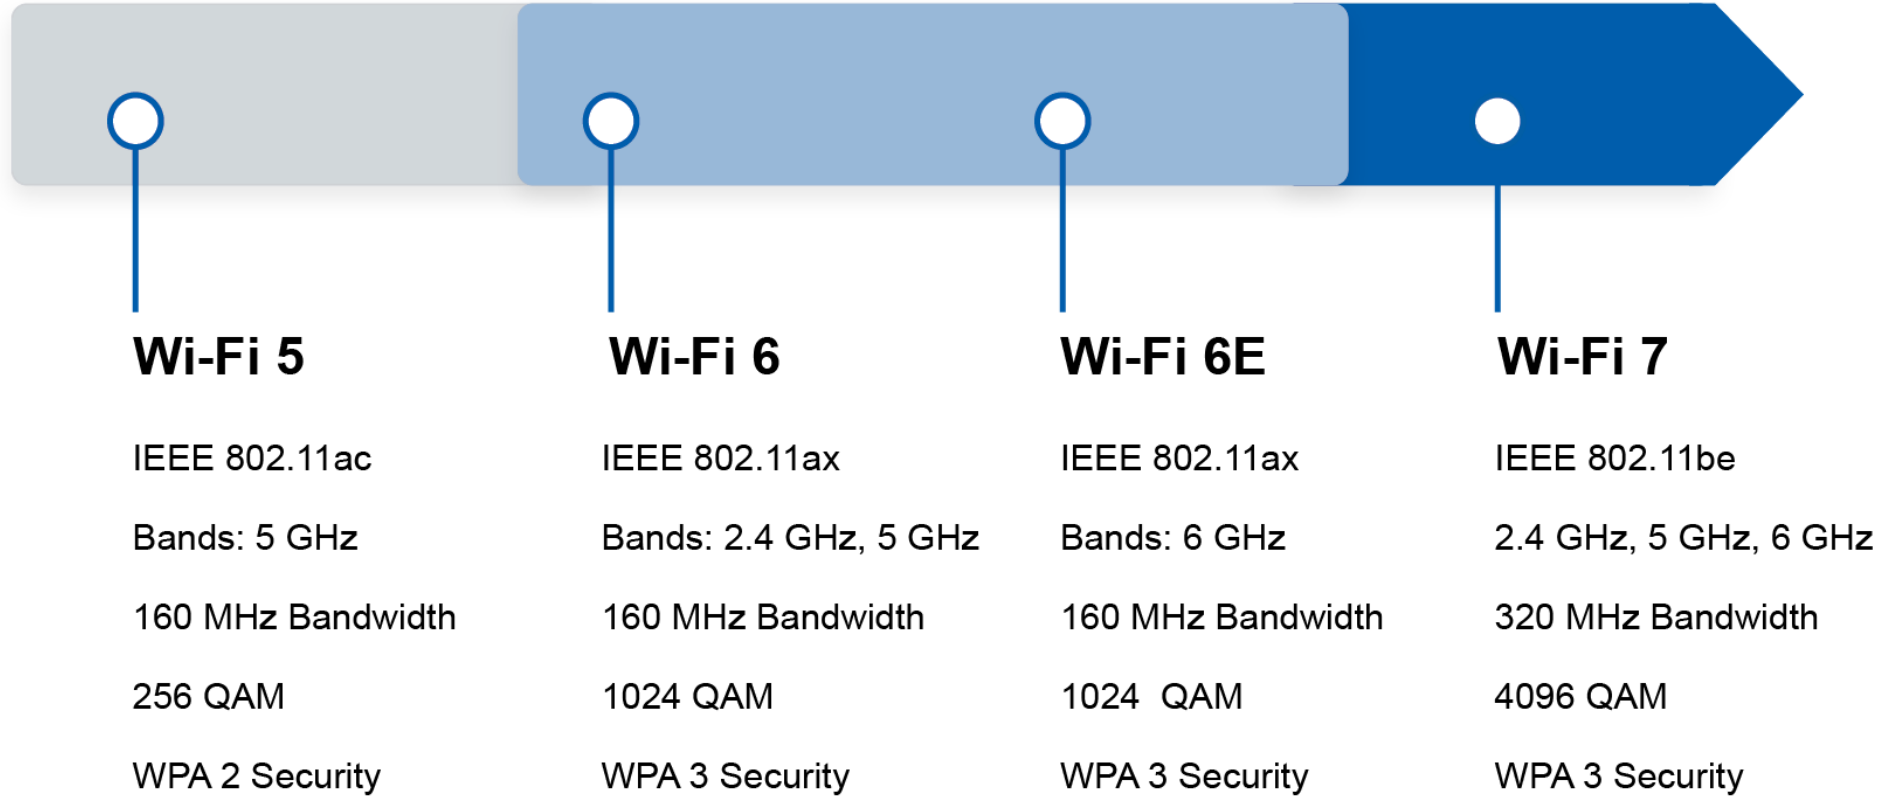 Wi-Fi 5
IEEE 802.11ac
Bands: 5 GHz
160 MHz Bandwidth
256 QAM
WPA 2 Security
Wi-Fi 6
IEEE 802.11ax
Bands: 2.4 GHz, 5 GHz
160 MHz Bandwidth
1024 QAM
WPA 3 Security
Wi-Fi 6E
IEEE 802.11ax
Bands: 6 GHz
160 MHz Bandwidth
1024  QAM
WPA 3 Security
Wi-Fi 7
IEEE 802.11be
2.4 GHz, 5 GHz, 6 GHz
320 MHz Bandwidth
4096 QAM
WPA 3 Security